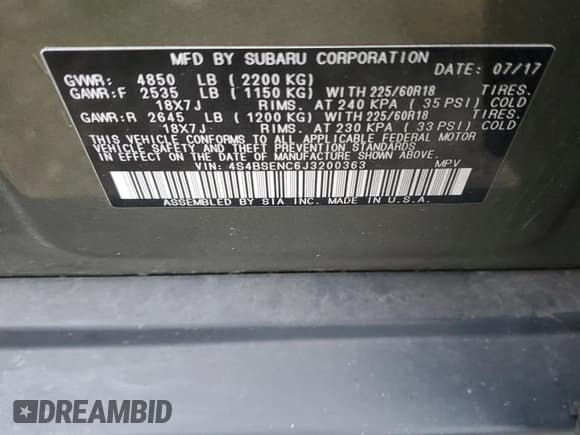 MFD BY SUBARU CORPORATION
DATE: 07/17
GVWR: 4850 LB (2200 KG)
GAWR:F 2535 LB (1150 KG) WITH 225/60R18 TIRES.
18X7J RIMS. AT 240 KPA (35 PSI) COLD
GAWR:R 2645 LB (1200 KG) WITH 225/60R18 TIRES.
18X7J RIMS. AT 230 KPA (33 PSI) COLD
THIS VEHICLE CONFORMS TO ALL APPLICABLE FEDERAL MOTOR
VEHICLE SAFETY AND THEFT PREVENTION STANDARDS
IN EFFECT ON THE DATE OF MANUFACTURE SHOWN ABOVE.
VIN: 4S4BSENC6J3200363 MPV
ASSEMBLED BY SIA INC. MADE IN U.S.A.
DREAMBID